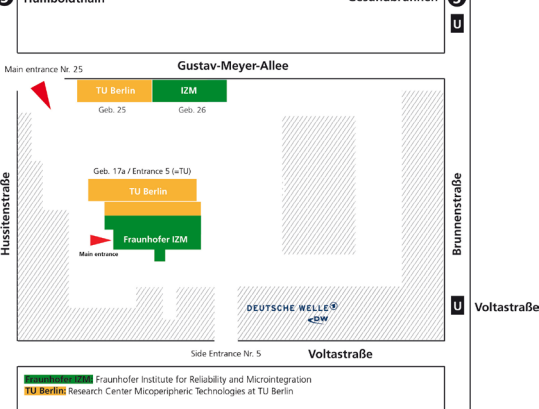 S Humboldthain
Gesundbrunnen S
U
Gustav-Meyer-Allee
Main entrance Nr. 25
TU Berlin
IZM
Geb. 25
Geb. 26
Geb. 17a / Entrance 5 (=TU)
TU Berlin
Fraunhofer IZM
Main entrance
Hussitenstraße
Brunnenstraße
DEUTSCHE WELLE
DW
U Voltastraße
Side Entrance Nr. 5
Voltastraße
Fraunhofer IZM: Fraunhofer Institute for Reliability and Microintegration
TU Berlin: Research Center Micoperipheric Technologies at TU Berlin